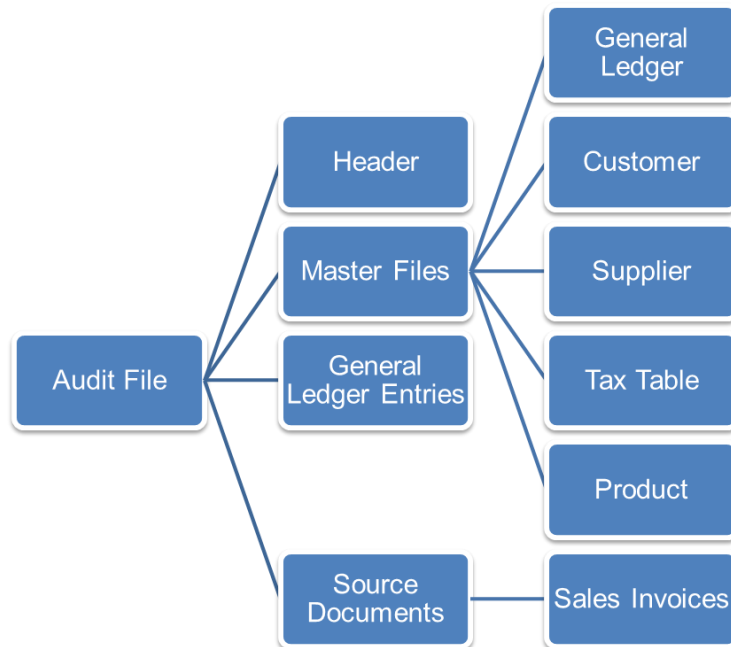 General
Ledger
Header
Customer
Master Files
Supplier
Audit File
General
Ledger Entries
Tax Table
Product
Source
Documents
Sales Invoices